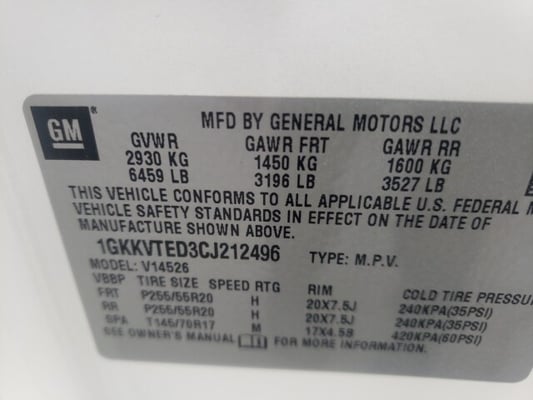 GM ® MFD BY GENERAL MOTORS LLC
GVWR GAWR FRT GAWR RR
2930 KG 1450 KG 1600 KG
6459 LB 3196 LB 3527 LB
THIS VEHICLE CONFORMS TO ALL APPLICABLE U.S. FEDERAL M
VEHICLE SAFETY STANDARDS IN EFFECT ON THE DATE OF
MANUFACTURE SHOWN ABOVE.
1GKKVTED3CJ212496 TYPE: M.P.V.
MODEL: V14526
VBBP TIRE SIZE SPEED RTG RIM COLD TIRE PRESSU
FRT P255/55R20 H 20X7.5J 240KPA(35PSI)
RR P255/55R20 H 20X7.5J 240KPA(35PSI)
SPA T145/70R17 M 17X4.5B 420KPA(60PSI)
SEE OWNER'S MANUAL FOR MORE INFORMATION.